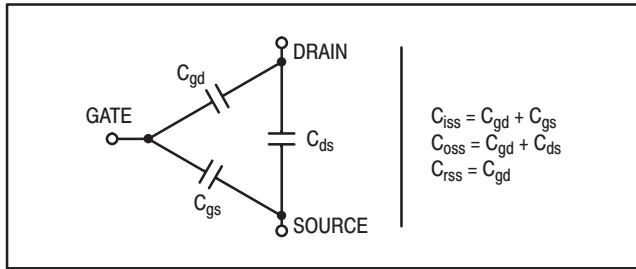 DRAIN
Cgd
GATE
Cds
Cgs
SOURCE
Ciss = Cgd + Cgs
Coss = Cgd + Cds
Crss = Cgd